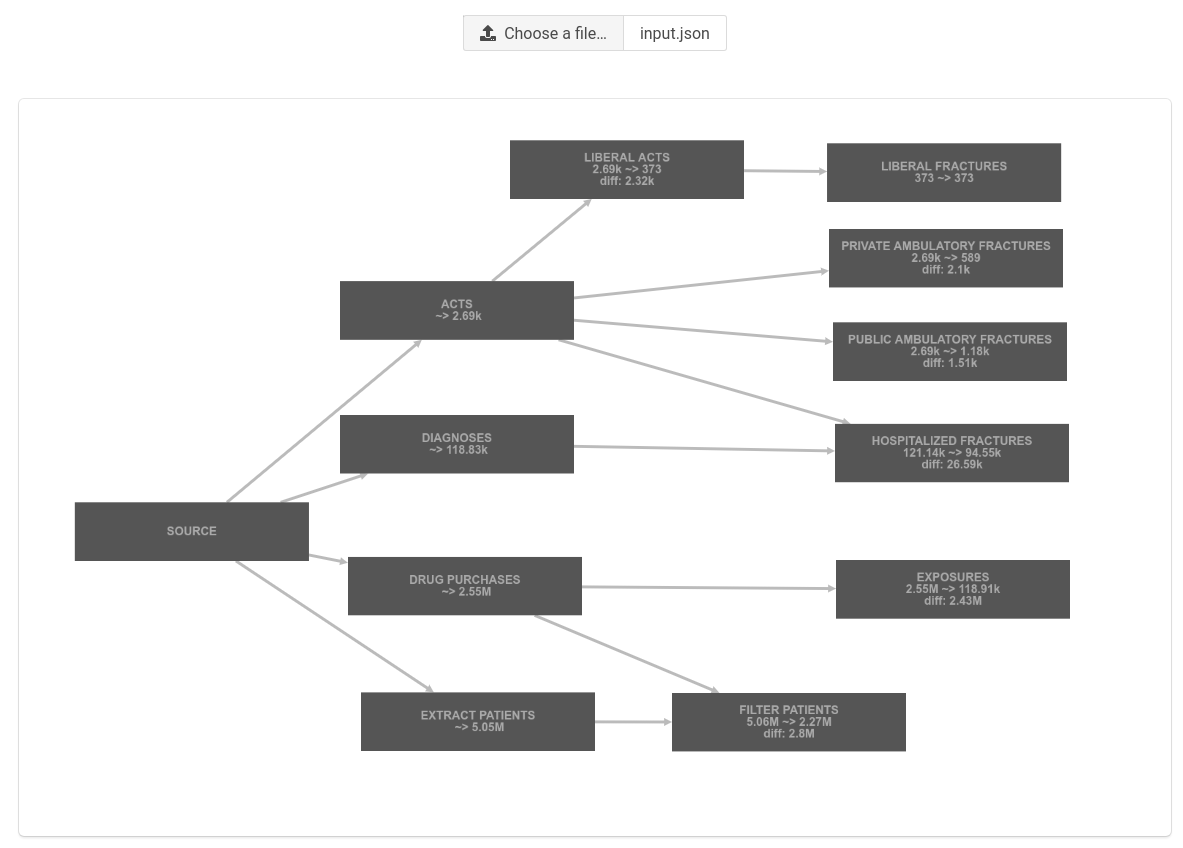 Choose a file…
input.json
LIBERAL ACTS
2.69k ~> 373
diff: 2.32k
LIBERAL FRACTURES
373 ~> 373
PRIVATE AMBULATORY FRACTURES
2.69k ~> 589
diff: 2.1k
ACTS
~> 2.69k
PUBLIC AMBULATORY FRACTURES
2.69k ~> 1.18k
diff: 1.51k
DIAGNOSES
~> 118.83k
HOSPITALIZED FRACTURES
121.14k ~> 94.55k
diff: 26.59k
SOURCE
DRUG PURCHASES
~> 2.55M
EXPOSURES
2.55M ~> 118.91k
diff: 2.43M
EXTRACT PATIENTS
~> 5.05M
FILTER PATIENTS
5.06M ~> 2.27M
diff: 2.8M